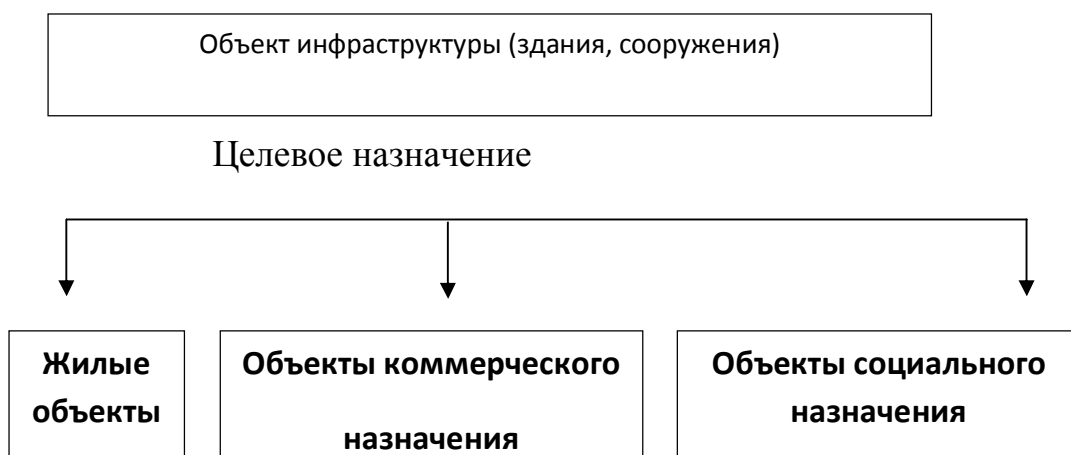 Объект инфраструктуры (здания, сооружения)
Целевое назначение
Жилые
объекты
Объекты коммерческого
назначения
Объекты социального
назначения